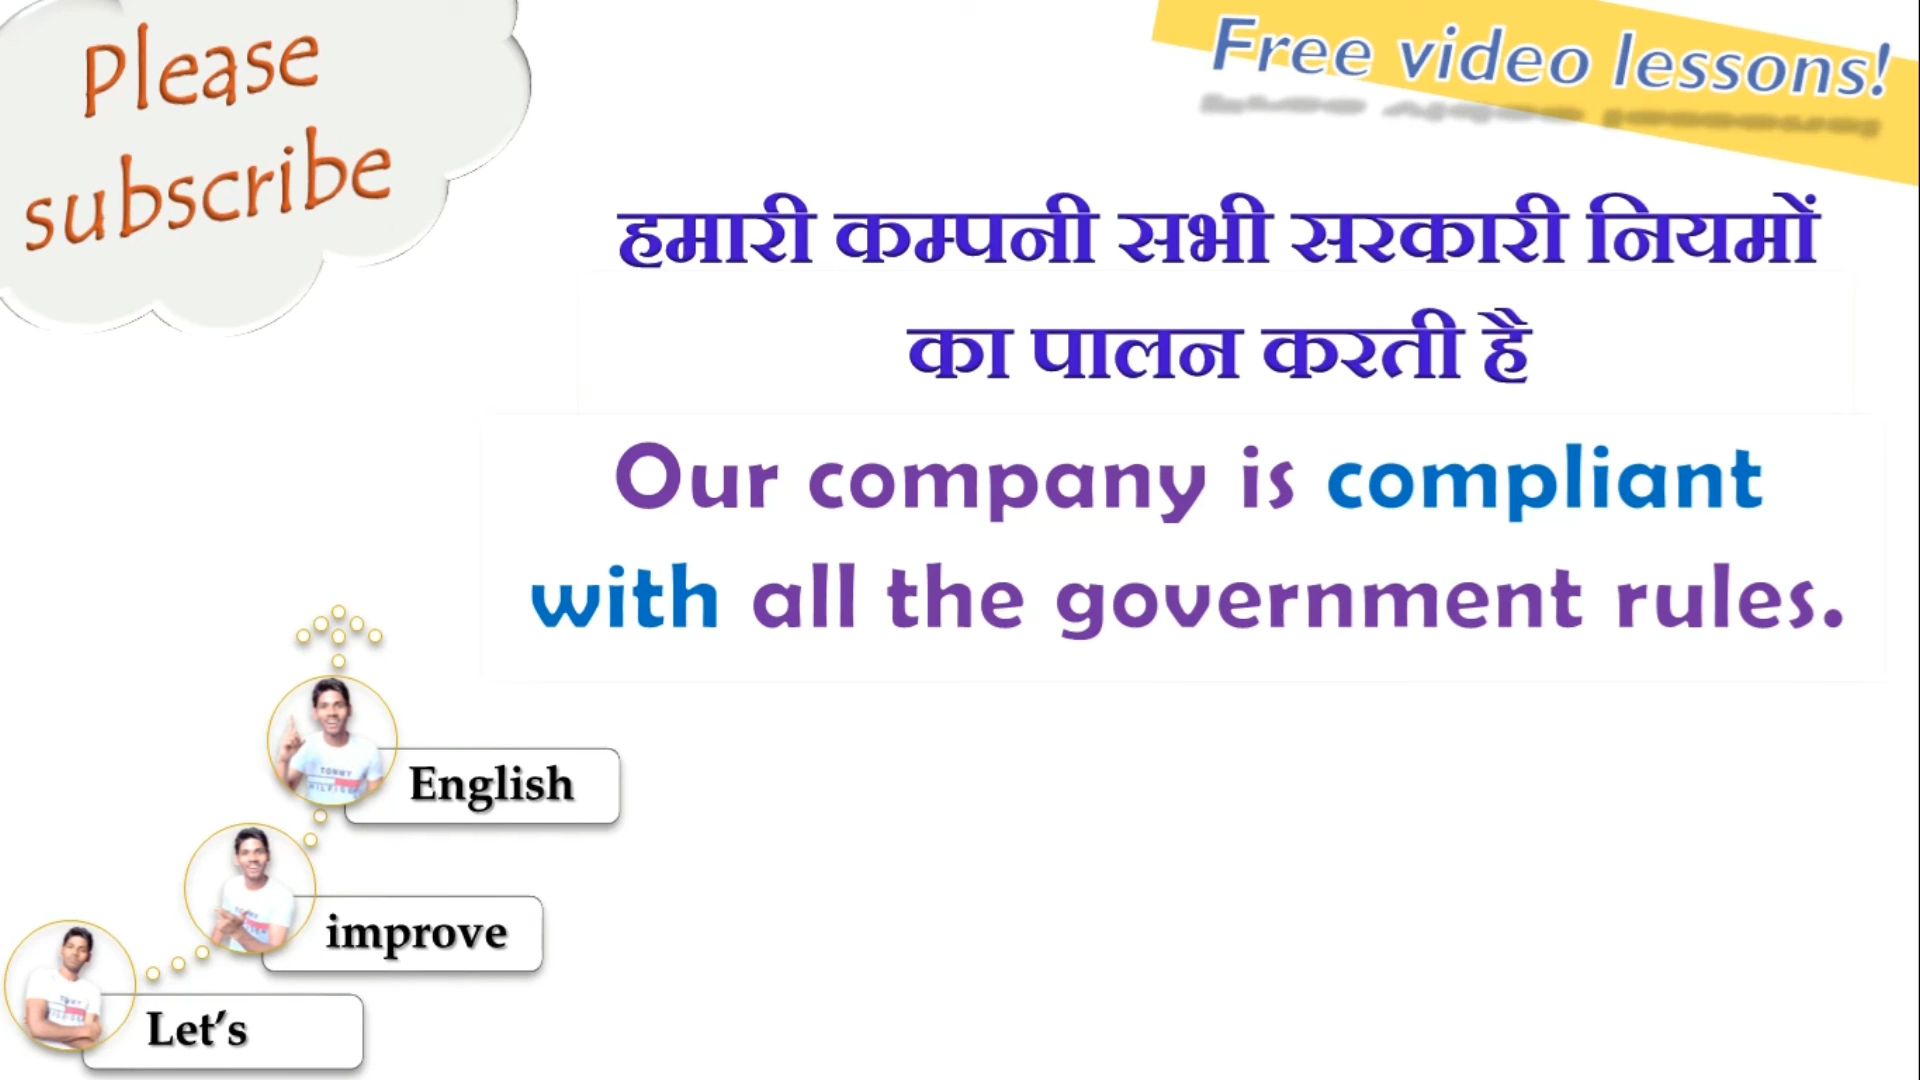 Please
subscribe
Free video lessons!
हमारी कम्पनी सभी सरकारी नियमों
का पालन करती है
Our company is compliant
with all the government rules.
English
improve
Let's